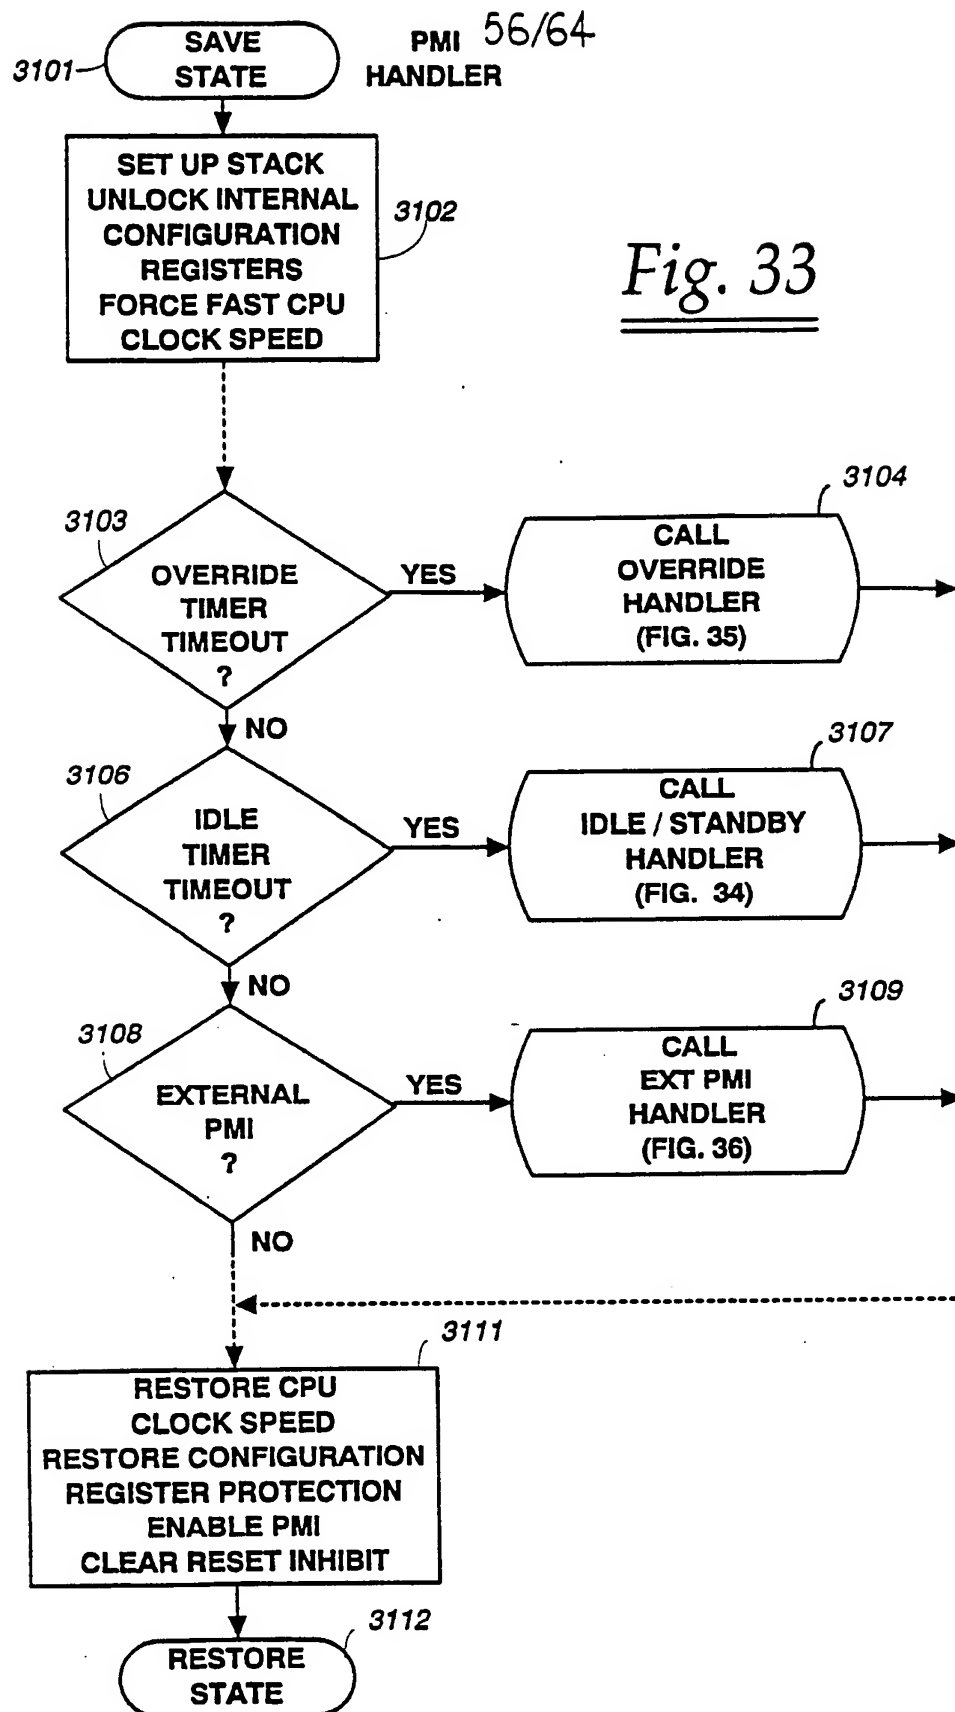 56/64
SAVE
STATE
3101
PMI
HANDLER
SET UP STACK
UNLOCK INTERNAL
CONFIGURATION
REGISTERS
FORCE FAST CPU
CLOCK SPEED
3102
Fig. 33
3103
OVERRIDE
TIMER
TIMEOUT
?
YES
3104
CALL
OVERRIDE
HANDLER
(FIG. 35)
NO
3106
IDLE
TIMER
TIMEOUT
?
YES
3107
CALL
IDLE / STANDBY
HANDLER
(FIG. 34)
NO
3108
EXTERNAL
PMI
?
YES
3109
CALL
EXT PMI
HANDLER
(FIG. 36)
NO
3111
RESTORE CPU
CLOCK SPEED
RESTORE CONFIGURATION
REGISTER PROTECTION
ENABLE PMI
CLEAR RESET INHIBIT
3112
RESTORE
STATE